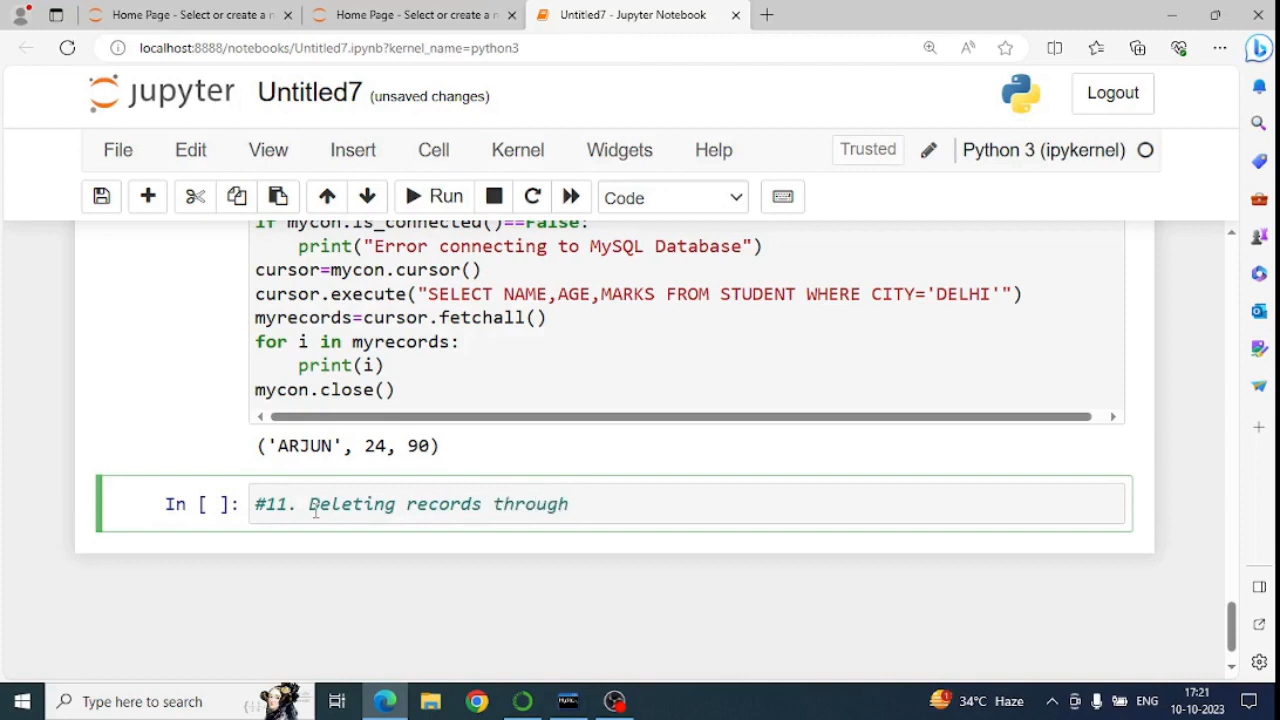 Home Page - Select or create a n
Home Page - Select or create a n
Untitled7 - Jupyter Notebook
localhost:8888/notebooks/Untitled7.ipynb?kernel_name=python3
jupyter Untitled7 (unsaved changes)
Logout
File Edit View Insert Cell Kernel Widgets Help Trusted Python 3 (ipykernel)
Run Code
if mycon.is_connected()==False:
print("Error connecting to MySQL Database")
cursor=mycon.cursor()
cursor.execute("SELECT NAME,AGE,MARKS FROM STUDENT WHERE CITY='DELHI'")
myrecords=cursor.fetchall()
for i in myrecords:
print(i)
mycon.close()
('ARJUN', 24, 90)
In [ ]: #11. Deleting records through
Type here to search
34°C Haze
ENG
17:21
10-10-2023